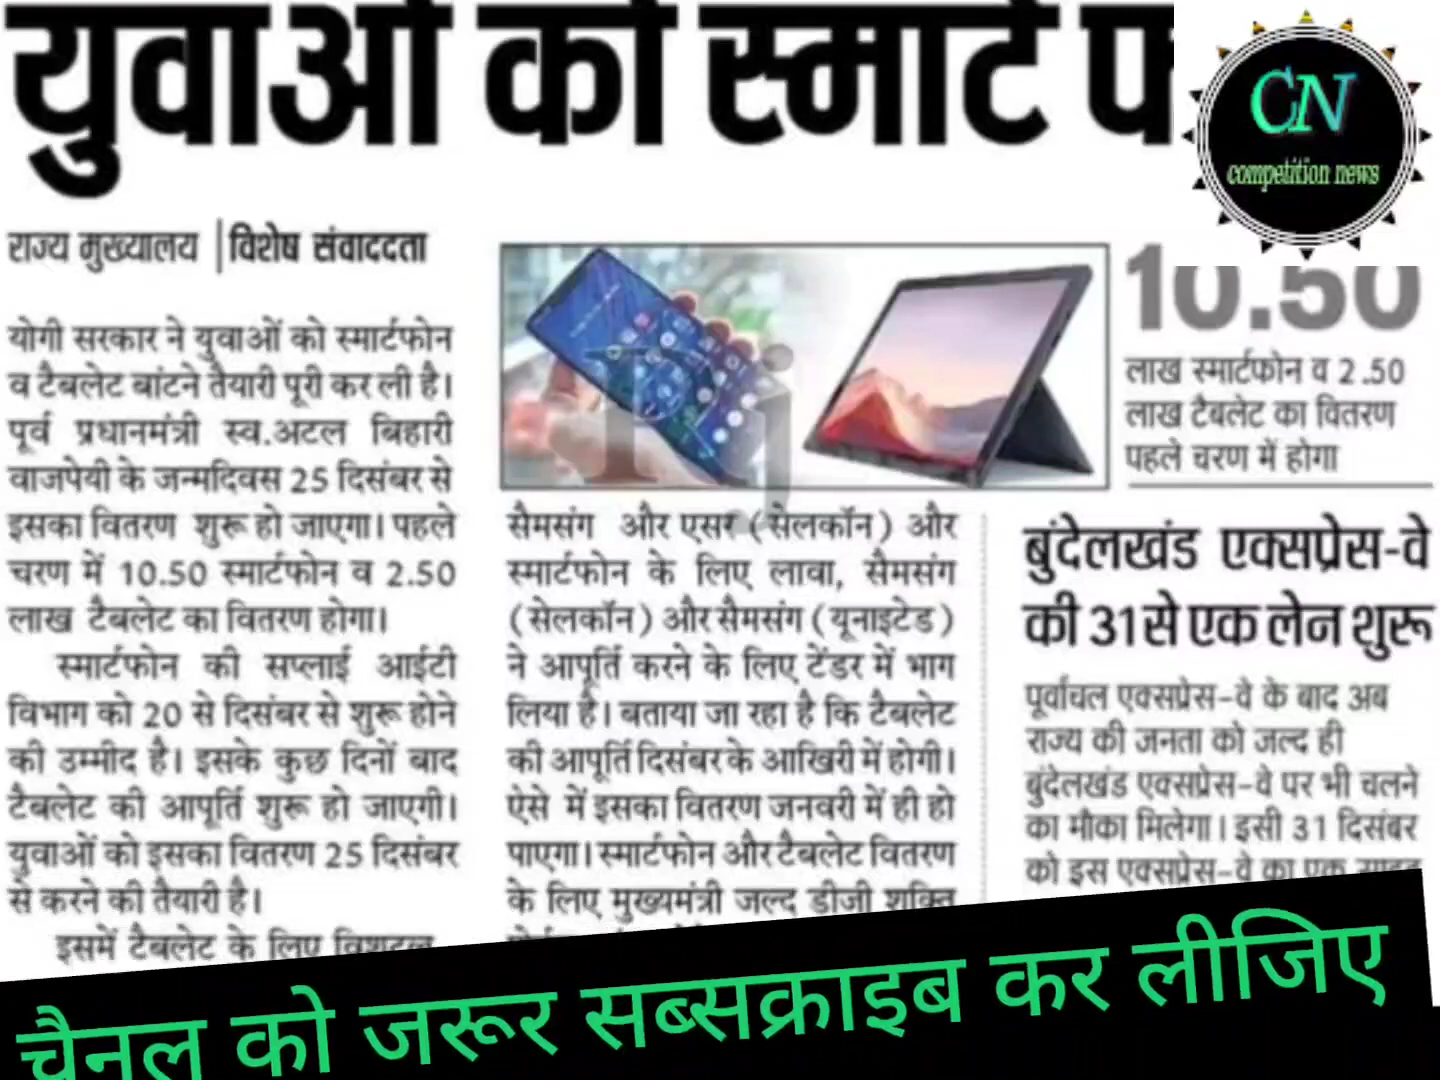 युवाओं को स्मार्ट
CN
competition news
राज्य मुख्यालय | विशेष संवाददता
योगी सरकार ने युवाओं को स्मार्टफोन
व टैबलेट बांटने तैयारी पूरी कर ली है।
पूर्व प्रधानमंत्री स्व.अटल बिहारी
वाजपेयी के जन्मदिवस 25 दिसंबर से
इसका वितरण शुरू हो जाएगा। पहले
चरण में 10.50 स्मार्टफोन व 2.50
लाख टैबलेट का वितरण होगा।
स्मार्टफोन की सप्लाई आईटी
विभाग को 20 से दिसंबर से शुरू होने
की उम्मीद है। इसके कुछ दिनों बाद
टैबलेट की आपूर्ति शुरू हो जाएगी।
युवाओं को इसका वितरण 25 दिसंबर
से करने की तैयारी है।
इसमें टैबलेट के लिए
सैमसंग और एसर (सेलकॉन) और
स्मार्टफोन के लिए लावा, सैमसंग
(सेलकॉन) और सैमसंग (यूनाइटेड)
ने आपूर्ति करने के लिए टेंडर में भाग
लिया है। बताया जा रहा है कि टैबलेट
की आपूर्ति दिसंबर के आखिरी में होगी।
ऐसे में इसका वितरण जनवरी में ही हो
पाएगा। स्मार्टफोन और टैबलेट वितरण
के लिए मुख्यमंत्री जल्द डीजी शक्ति
10.50
लाख स्मार्टफोन व 2.50
लाख टैबलेट का वितरण
पहले चरण में होगा
बुंदेलखंड एक्सप्रेस-वे
की 31 से एक लेन शुरू
पूर्वाचल एक्सप्रेस-वे के बाद अब
राज्य की जनता को जल्द ही
बुंदेलखंड एक्सप्रेस-वे पर भी चलने
का मौका मिलेगा। इसी 31 दिसंबर
को इस एक्सप्रेस-वे का एक
चैनल को जरूर सब्सक्राइब कर लीजिए